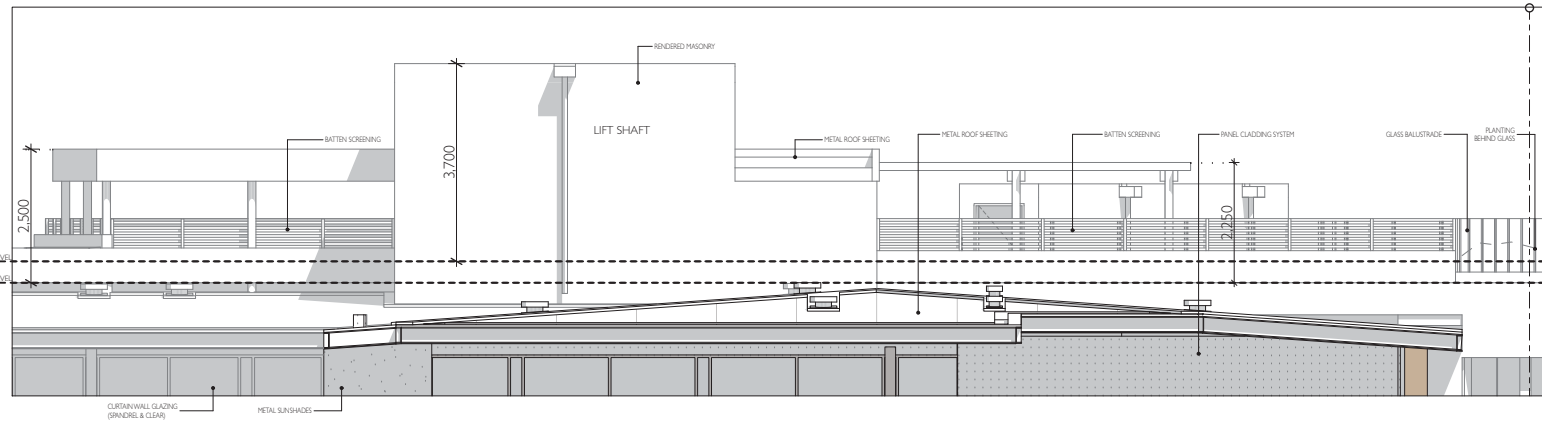 RENDERED MASONRY
LIFT SHAFT
BATTEN SCREENING
METAL ROOF SHEETING
METAL ROOF SHEETING
BATTEN SCREENING
PANEL CLADDING SYSTEM
GLASS BALUSTRADE
PLANTING
BEHIND GLASS
3,700
2,500
2,250
VEL
VEL
CURTAIN WALL GLAZING
(SPANDREL & CLEAR)
METAL SUNSHADES